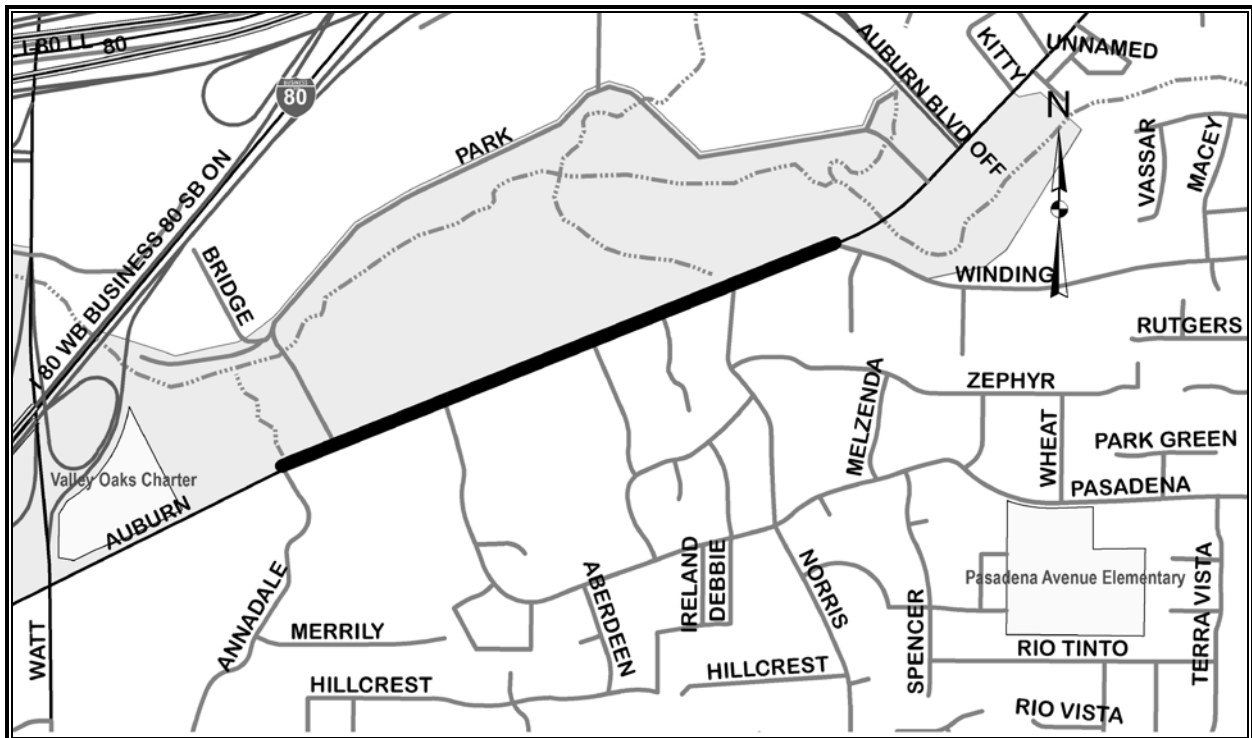 I-80 LL 80
BUSINESS
80
AUBURN BLVD OFF
KITTY
UNNAMED
N
PARK
VASSAR
MACEY
I 80 WB BUSINESS 80 SB ON
BRIDGE
WINDING
RUTGERS
ZEPHYR
MELZENDA
WHEAT
PARK GREEN
PASADENA
Valley Oaks Charter
AUBURN
ANNADALE
ABERDEEN
IRELAND
DEBBIE
NORRIS
SPENCER
Pasadena Avenue Elementary
TERRA VISTA
WATT
MERRILY
HILLCREST
HILLCREST
RIO TINTO
RIO VISTA